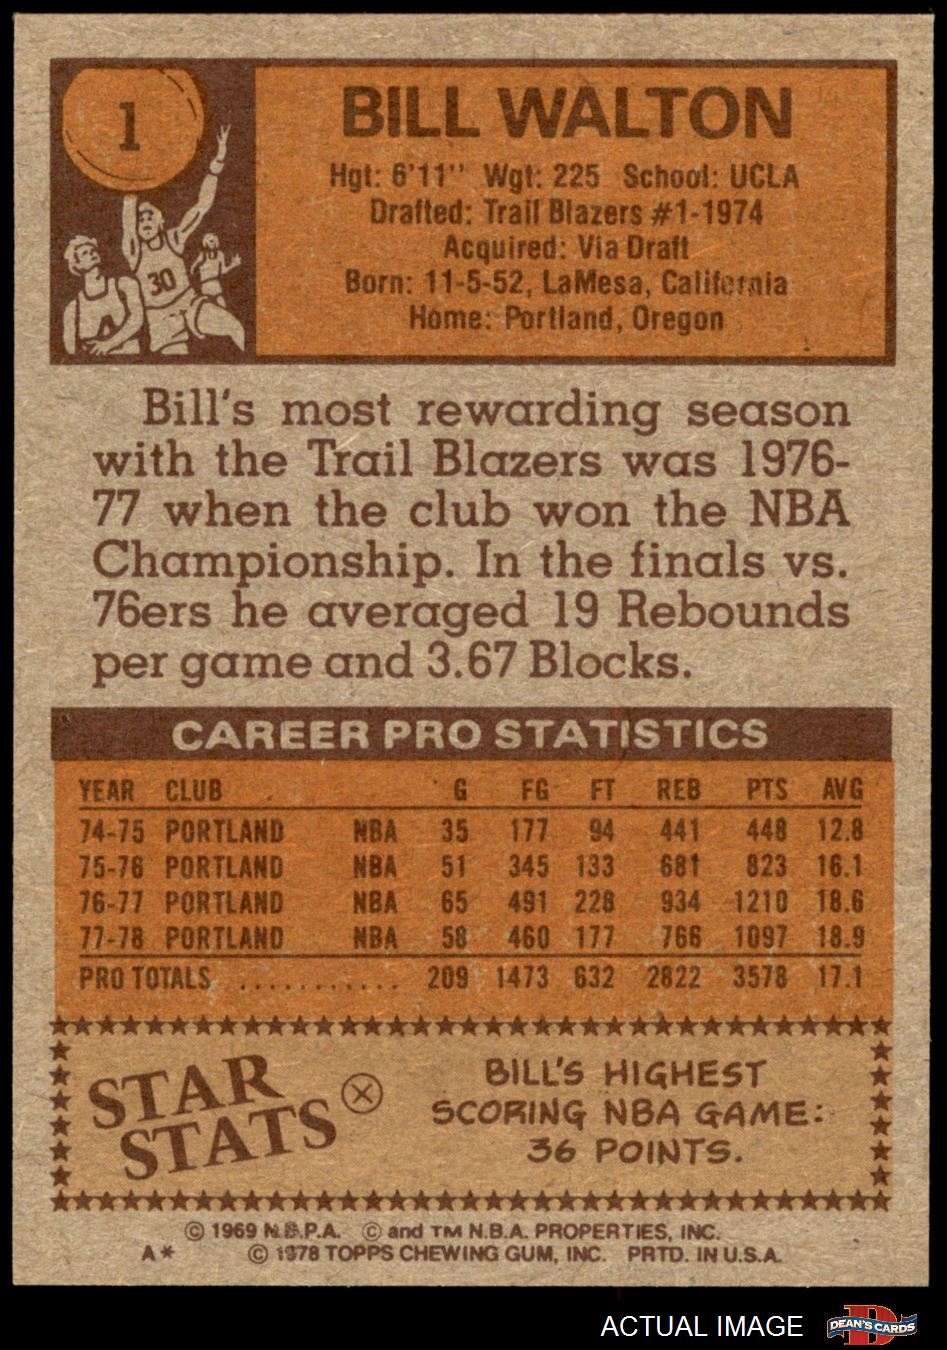 1
30
BILL WALTON
Hgt: 6'11" Wgt: 225 School: UCLA
Drafted: Trail Blazers #1-1974
Acquired: Via Draft
Born: 11-5-52, LaMesa, California
Home: Portland, Oregon
Bill's most rewarding season
with the Trail Blazers was 1976-
77 when the club won the NBA
Championship. In the finals vs.
76ers he averaged 19 Rebounds
per game and 3.67 Blocks.
CAREER PRO STATISTICS
YEAR CLUB G FG FT REB PTS AVG
74-75 PORTLAND NBA 35 177 94 441 448 12.8
75-76 PORTLAND NBA 51 345 133 681 823 16.1
76-77 PORTLAND NBA 65 491 228 934 1210 18.6
77-78 PORTLAND NBA 58 460 177 766 1097 18.9
PRO TOTALS ........... 209 1473 632 2822 3578 17.1
STAR
STATS
BILL'S HIGHEST
SCORING NBA GAME:
36 POINTS.
© 1969 N.B.P.A. © and TM N.B.A. PROPERTIES, INC.
A* © 1978 TOPPS CHEWING GUM, INC. PRTD. IN U.S.A.
ACTUAL IMAGE
D
DEAN'S CARDS